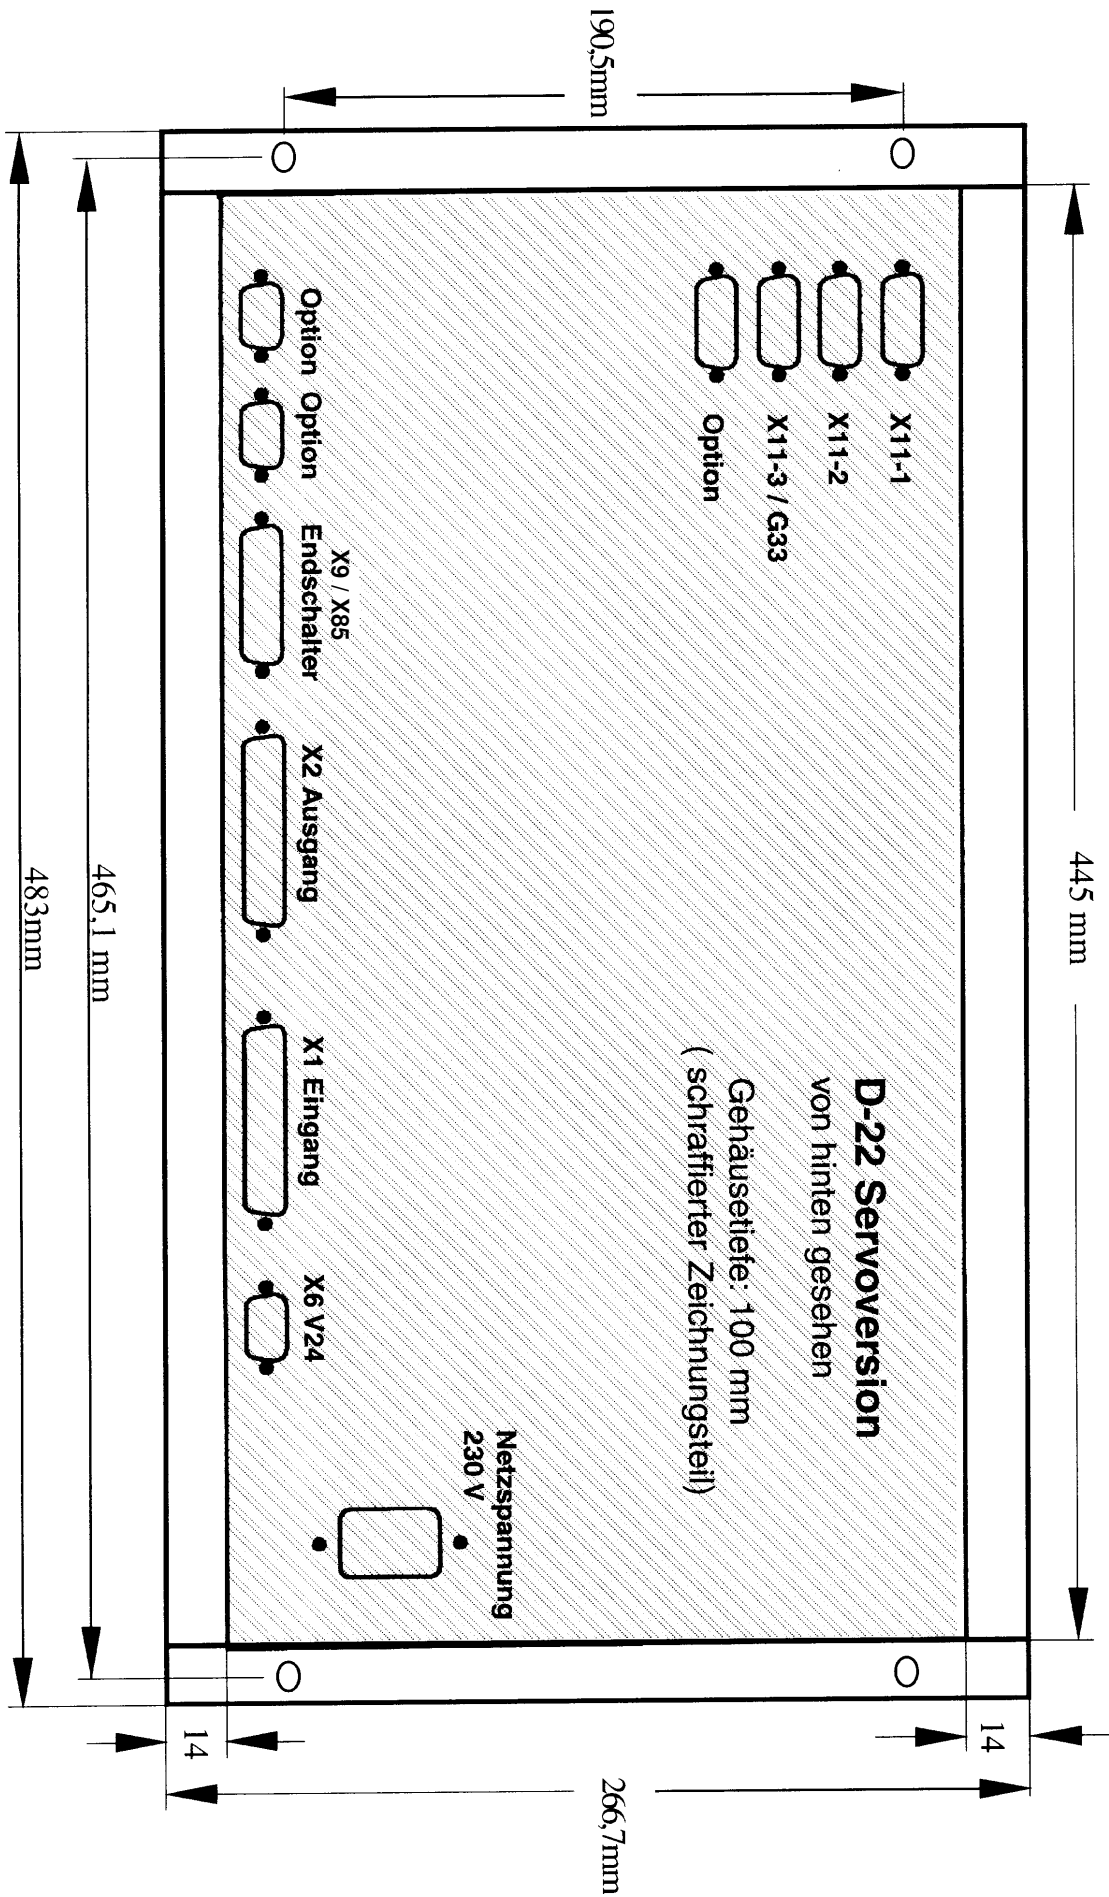 445 mm
14
14
266,7mm
190,5mm
X11-1
X11-2
X11-3 / G33
Option
D-22 Servoversion
von hinten gesehen
Gehäusetiefe: 100 mm
( schraffierter Zeichnungsteil)
Netzspannung
230 V
X9 / X85
Option
Option
Endschalter
X2 Ausgang
X1 Eingang
X6 V24
465,1 mm
483mm